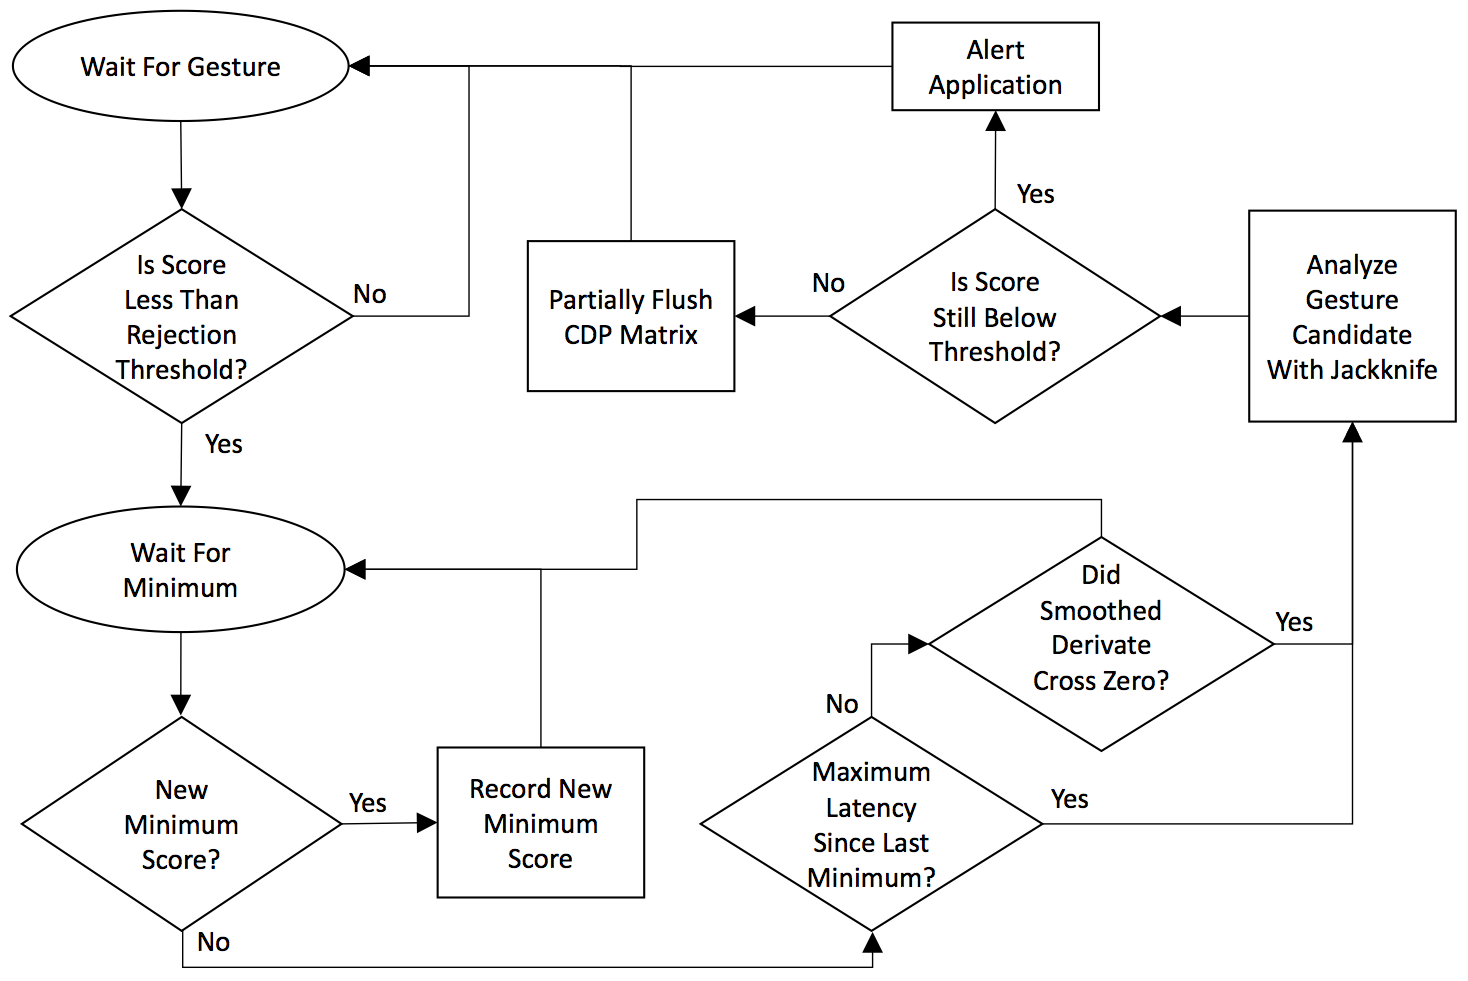 Wait For Gesture
Alert
Application
Yes
Is Score
Less Than
Rejection
Threshold?
No
Partially Flush
CDP Matrix
No
Is Score
Still Below
Threshold?
Analyze
Gesture
Candidate
With Jackknife
Yes
Wait For
Minimum
Did
Smoothed
Derivate
Cross Zero?
Yes
No
New
Minimum
Score?
Yes
Record New
Minimum
Score
Maximum
Latency
Since Last
Minimum?
Yes
No